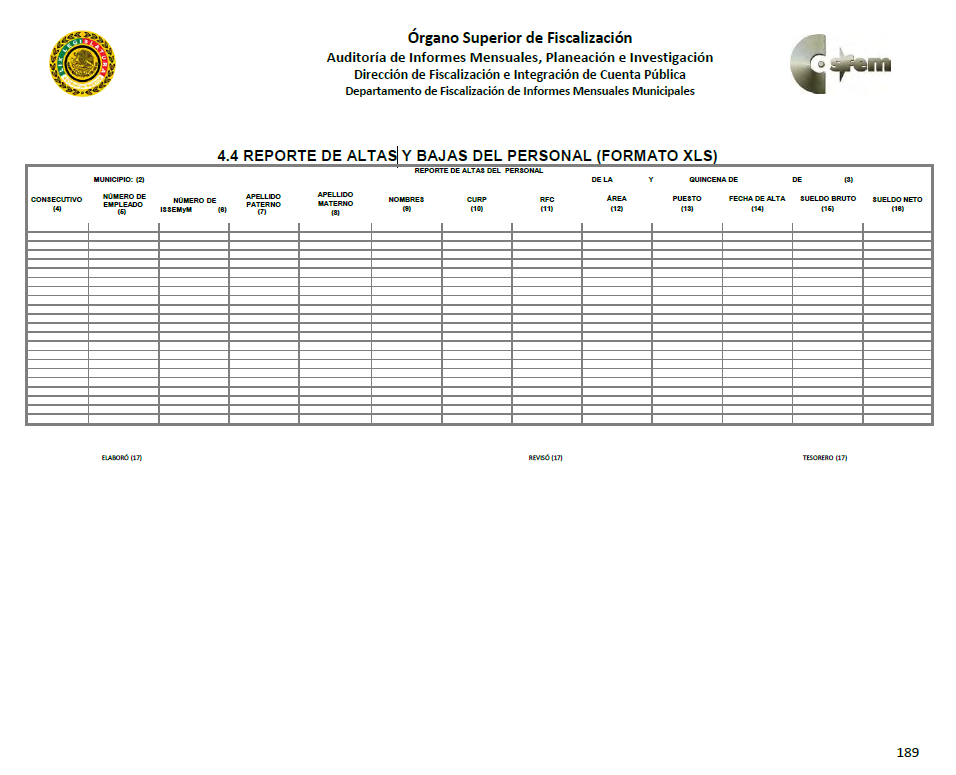 Órgano Superior de Fiscalización
Auditoría de Informes Mensuales, Planeación e Investigación
Dirección de Fiscalización e Integración de Cuenta Pública
Departamento de Fiscalización de Informes Mensuales Municipales
LIX LEGISLATURA
osfem
4.4 REPORTE DE ALTAS Y BAJAS DEL PERSONAL (FORMATO XLS)
REPORTE DE ALTAS DEL PERSONAL
MUNICIPIO: (2) DE LA Y QUINCENA DE DE (3)
CONSECUTIVO (4)
NÚMERO DE EMPLEADO (5)
NÚMERO DE ISSEMyM (6)
APELLIDO PATERNO (7)
APELLIDO MATERNO (8)
NOMBRES (9)
CURP (10)
RFC (11)
ÁREA (12)
PUESTO (13)
FECHA DE ALTA (14)
SUELDO BRUTO (15)
SUELDO NETO (16)
ELABORÓ (17) REVISÓ (17) TESORERO (17)
189